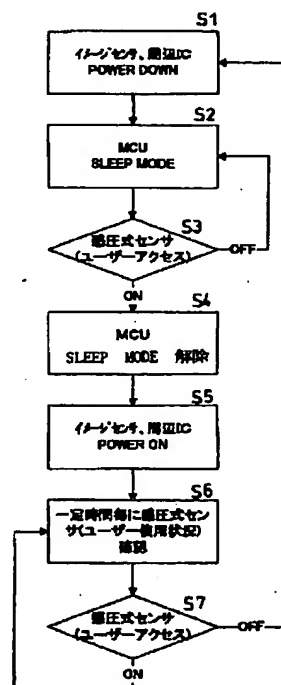 S1
イメージセンサ、周辺IC
POWER DOWN
S2
MCU
SLEEP MODE
S3
感圧式センサ
(ユーザーアクセス)
OFF
ON
S4
MCU
SLEEP MODE 解除
S5
イメージセンサ、周辺IC
POWER ON
S6
一定時間毎に感圧式セン
サ(ユーザー使用状況)
確認
S7
感圧式センサ
(ユーザーアクセス)
OFF
ON